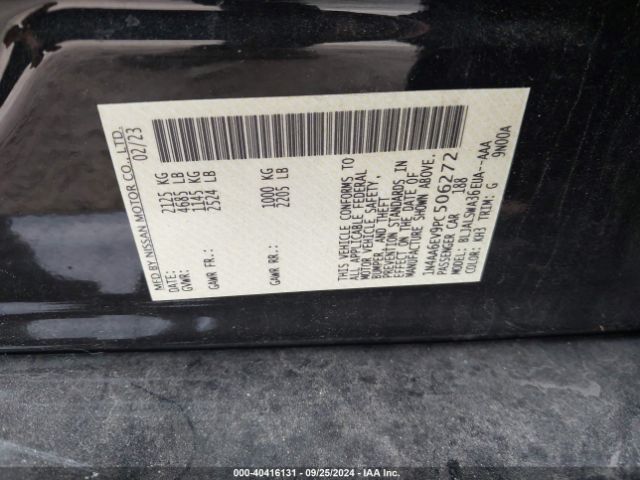 MFD BY NISSAN MOTOR CO., LTD.
DATE: 02/23
GVWR: 2125 KG
4685 LB
GAWR FR.: 1145 KG
2524 LB
GAWR RR.: 1000 KG
2205 LB
THIS VEHICLE CONFORMS TO
ALL APPLICABLE FEDERAL
MOTOR VEHICLE SAFETY,
BUMPER, AND THEFT
PREVENTION STANDARDS IN
EFFECT ON THE DATE OF
MANUFACTURE SHOWN ABOVE.
1N4AA6EV9PC506272
PASSENGER CAR 188
MODEL: BLJALSWA36EUA--AAA
COLOR: KH3 TRIM: G 9N00A
000-40416131 | 09/25/2024 | IAAI.COM